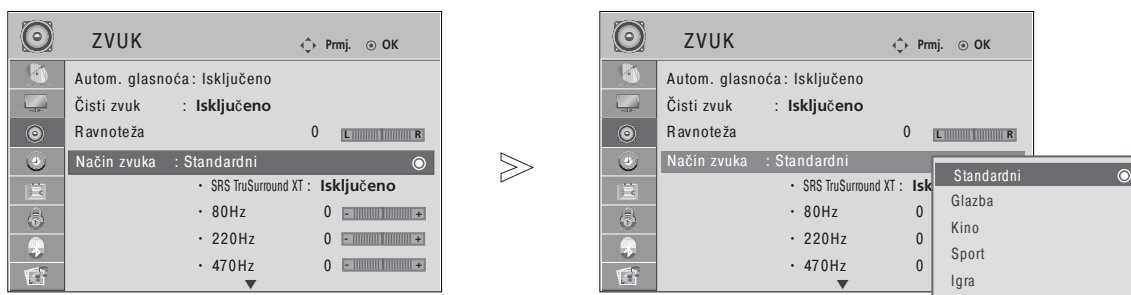 ZVUK Prmj. OK
Autom. glasnoća : Isključeno
Čisti zvuk : Isključeno
Ravnoteža 0 L R
Način zvuka : Standardni
• SRS TruSurround XT : Isključeno
• 80Hz 0 - +
• 220Hz 0 - +
• 470Hz 0 - +
ZVUK Prmj. OK
Autom. glasnoća : Isključeno
Čisti zvuk : Isključeno
Ravnoteža 0 L R
Način zvuka : Standardni
• SRS TruSurround XT : Isk
• 80Hz 0
• 220Hz 0
• 470Hz 0
Standardni
Glazba
Kino
Sport
Igra